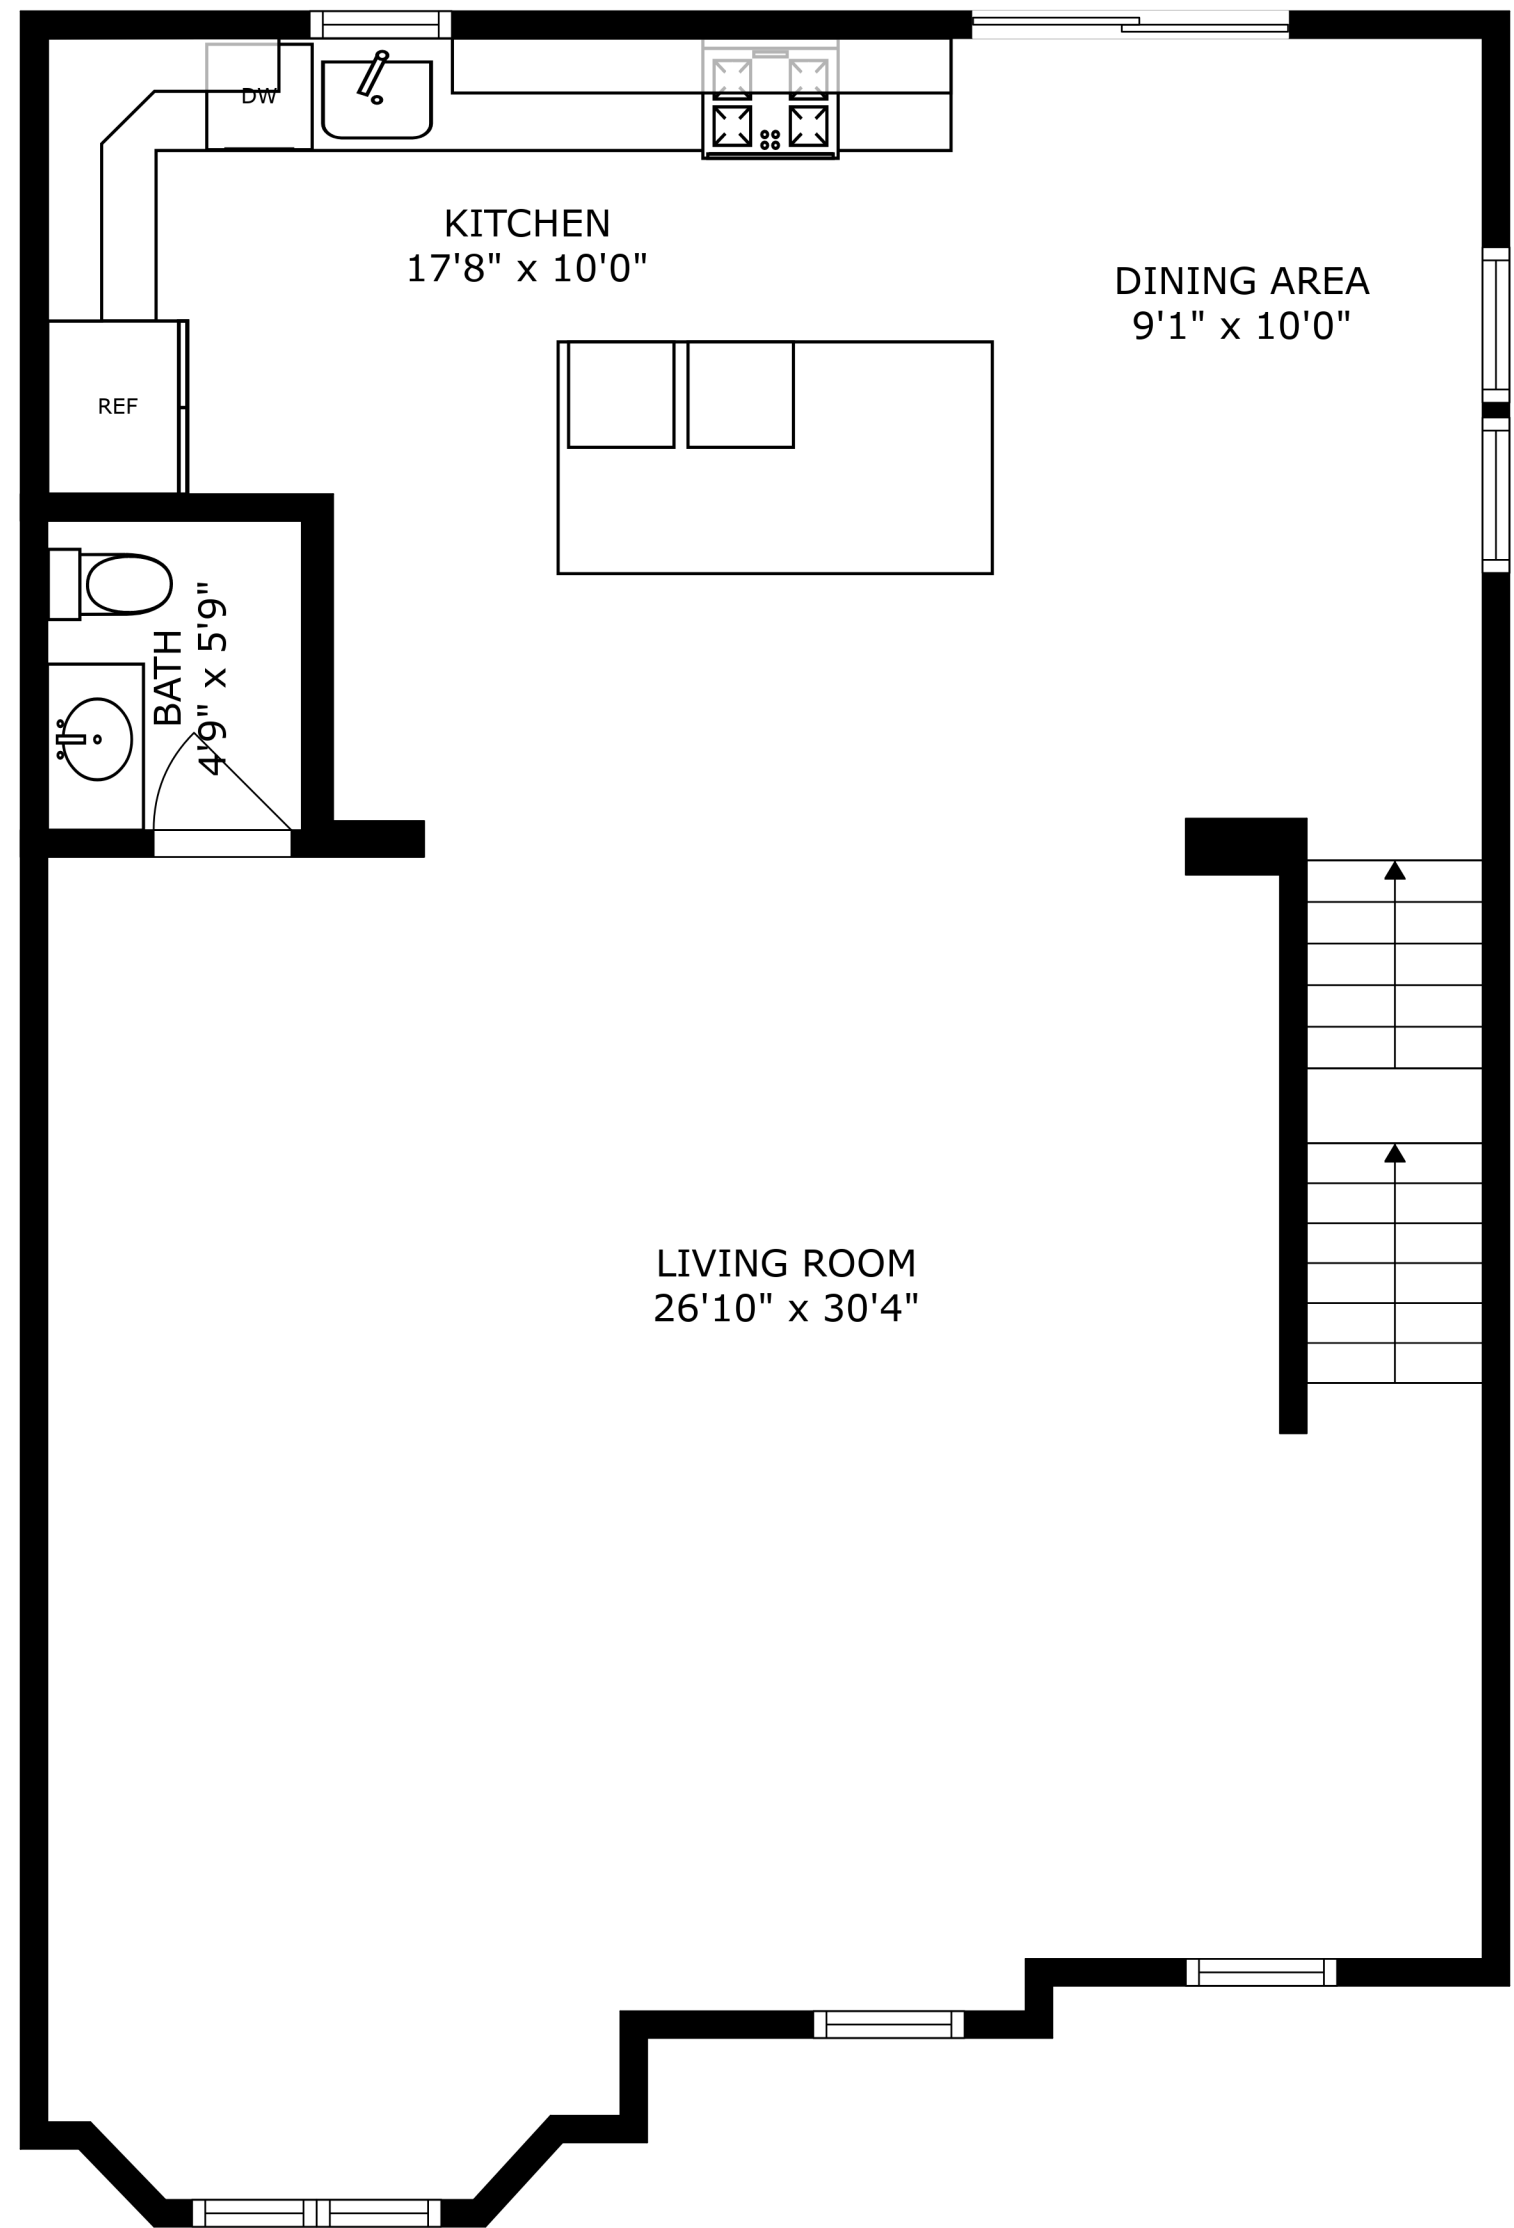 DW
KITCHEN
17'8" x 10'0"
DINING AREA
9'1" x 10'0"
REF
BATH
4'9" x 5'9"
LIVING ROOM
26'10" x 30'4"